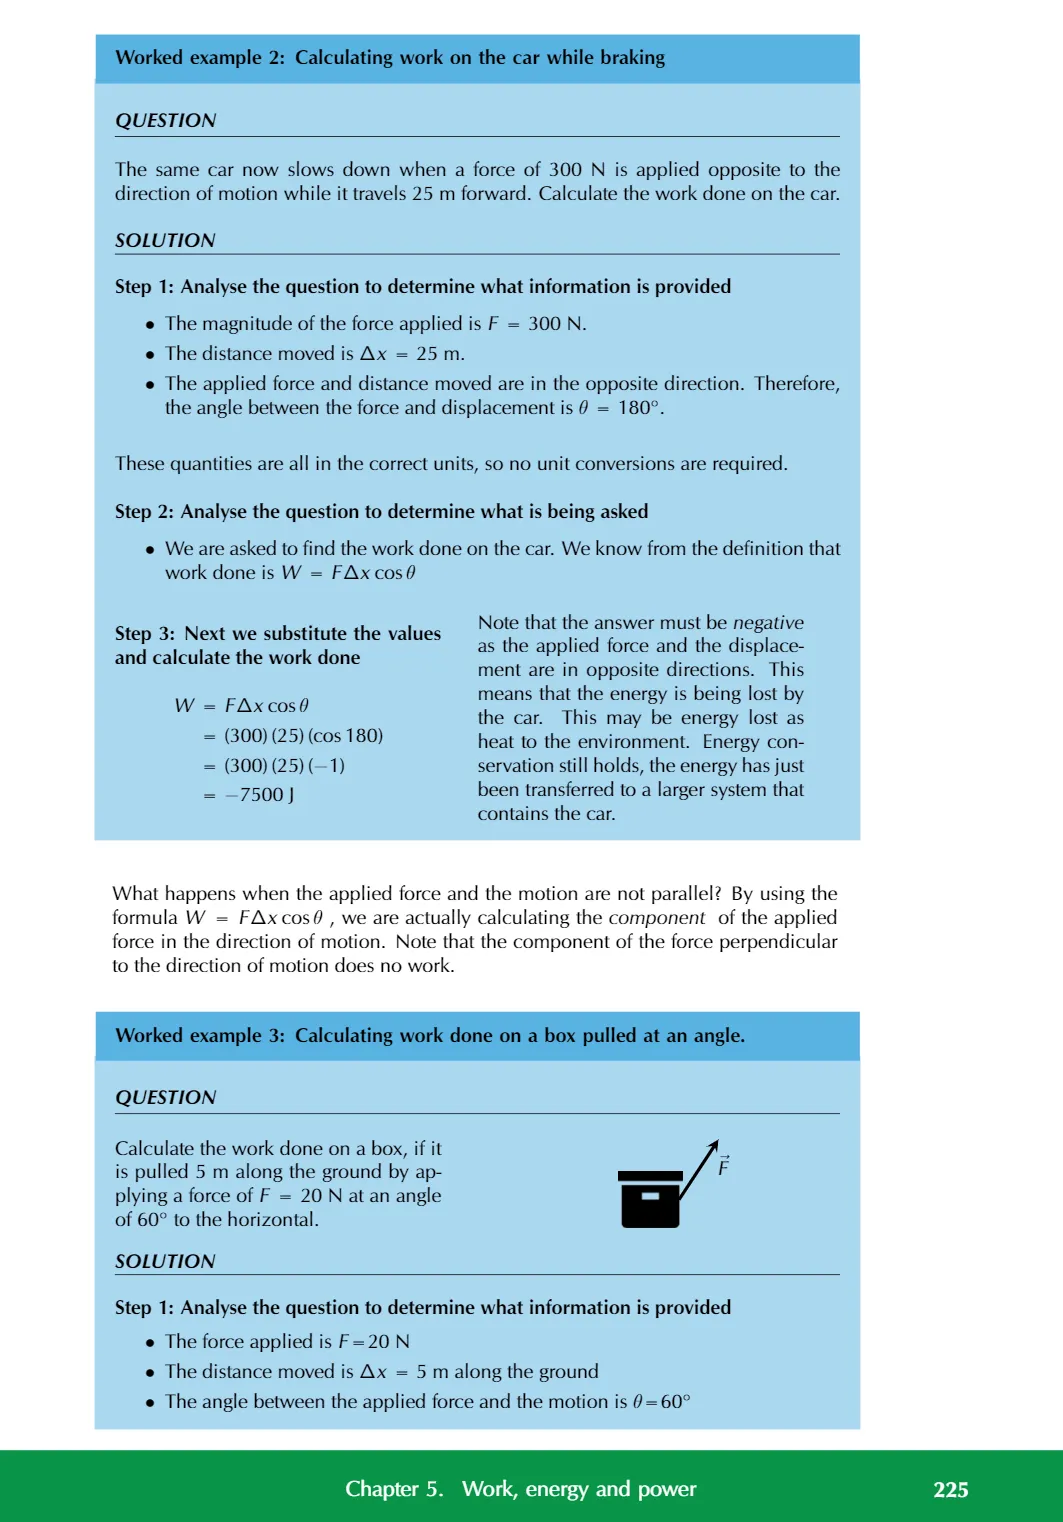 Worked example 2: Calculating work on the car while braking
QUESTION
The same car now slows down when a force of 300 N is applied opposite to the
direction of motion while it travels 25 m forward. Calculate the work done on the car.
SOLUTION
Step 1: Analyse the question to determine what information is provided
• The magnitude of the force applied is F = 300 N.
• The distance moved is Δx = 25 m.
• The applied force and distance moved are in the opposite direction. Therefore,
the angle between the force and displacement is θ = 180°.
These quantities are all in the correct units, so no unit conversions are required.
Step 2: Analyse the question to determine what is being asked
• We are asked to find the work done on the car. We know from the definition that
work done is W = FΔx cos θ
Step 3: Next we substitute the values
and calculate the work done
W = FΔx cos θ
= (300) (25) (cos 180)
= (300) (25) (−1)
= −7500 J
Note that the answer must be negative
as the applied force and the displace-
ment are in opposite directions. This
means that the energy is being lost by
the car. This may be energy lost as
heat to the environment. Energy con-
servation still holds, the energy has just
been transferred to a larger system that
contains the car.
What happens when the applied force and the motion are not parallel? By using the
formula W = FΔx cos θ , we are actually calculating the component of the applied
force in the direction of motion. Note that the component of the force perpendicular
to the direction of motion does no work.
Worked example 3: Calculating work done on a box pulled at an angle.
QUESTION
Calculate the work done on a box, if it
is pulled 5 m along the ground by ap-
plying a force of F = 20 N at an angle
of 60° to the horizontal.
F⃗
SOLUTION
Step 1: Analyse the question to determine what information is provided
• The force applied is F=20 N
• The distance moved is Δx = 5 m along the ground
• The angle between the applied force and the motion is θ=60°
Chapter 5. Work, energy and power 225